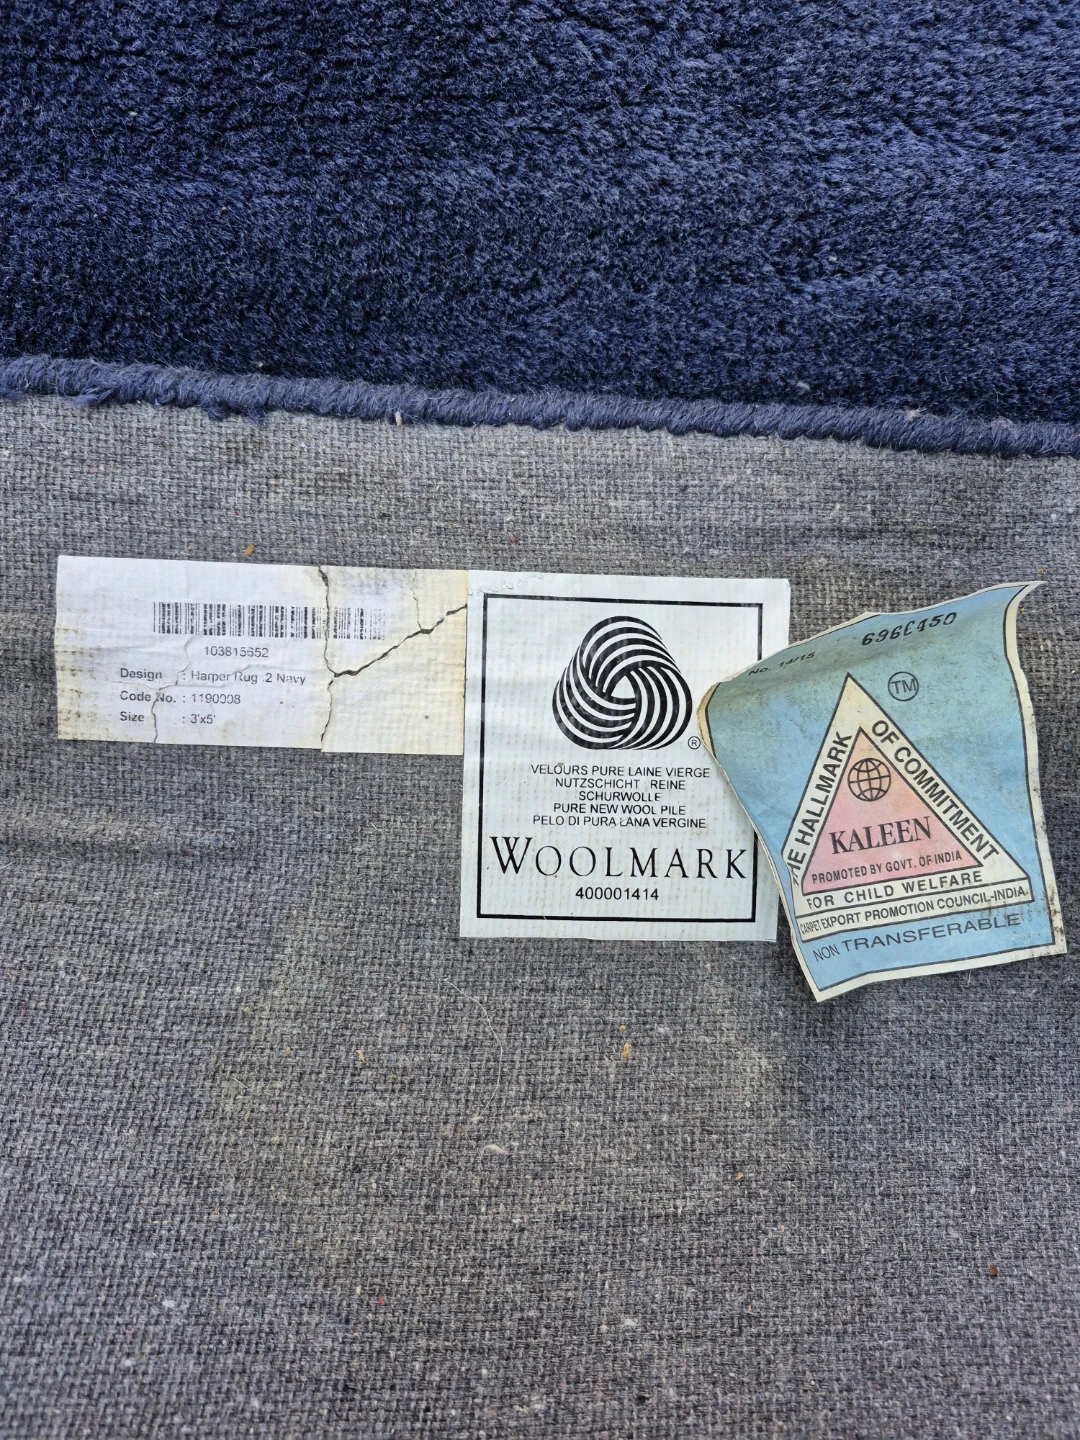 103815652
Design : Harper Rug .2 Navy
Code No. : 1190008
Size : 3'x5'
®
VELOURS PURE LAINE VIERGE
NUTZSCHICHT REINE
SCHURWOLLE
PURE NEW WOOL PILE
PELO DI PURA LANA VERGINE
WOOLMARK
400001414
No. 14/15
TM
HALLMARK OF COMMITMENT
KALEEN
PROMOTED BY GOVT. OF INDIA
FOR CHILD WELFARE
CARPET EXPORT PROMOTION COUNCIL-INDIA
NON TRANSFERABLE